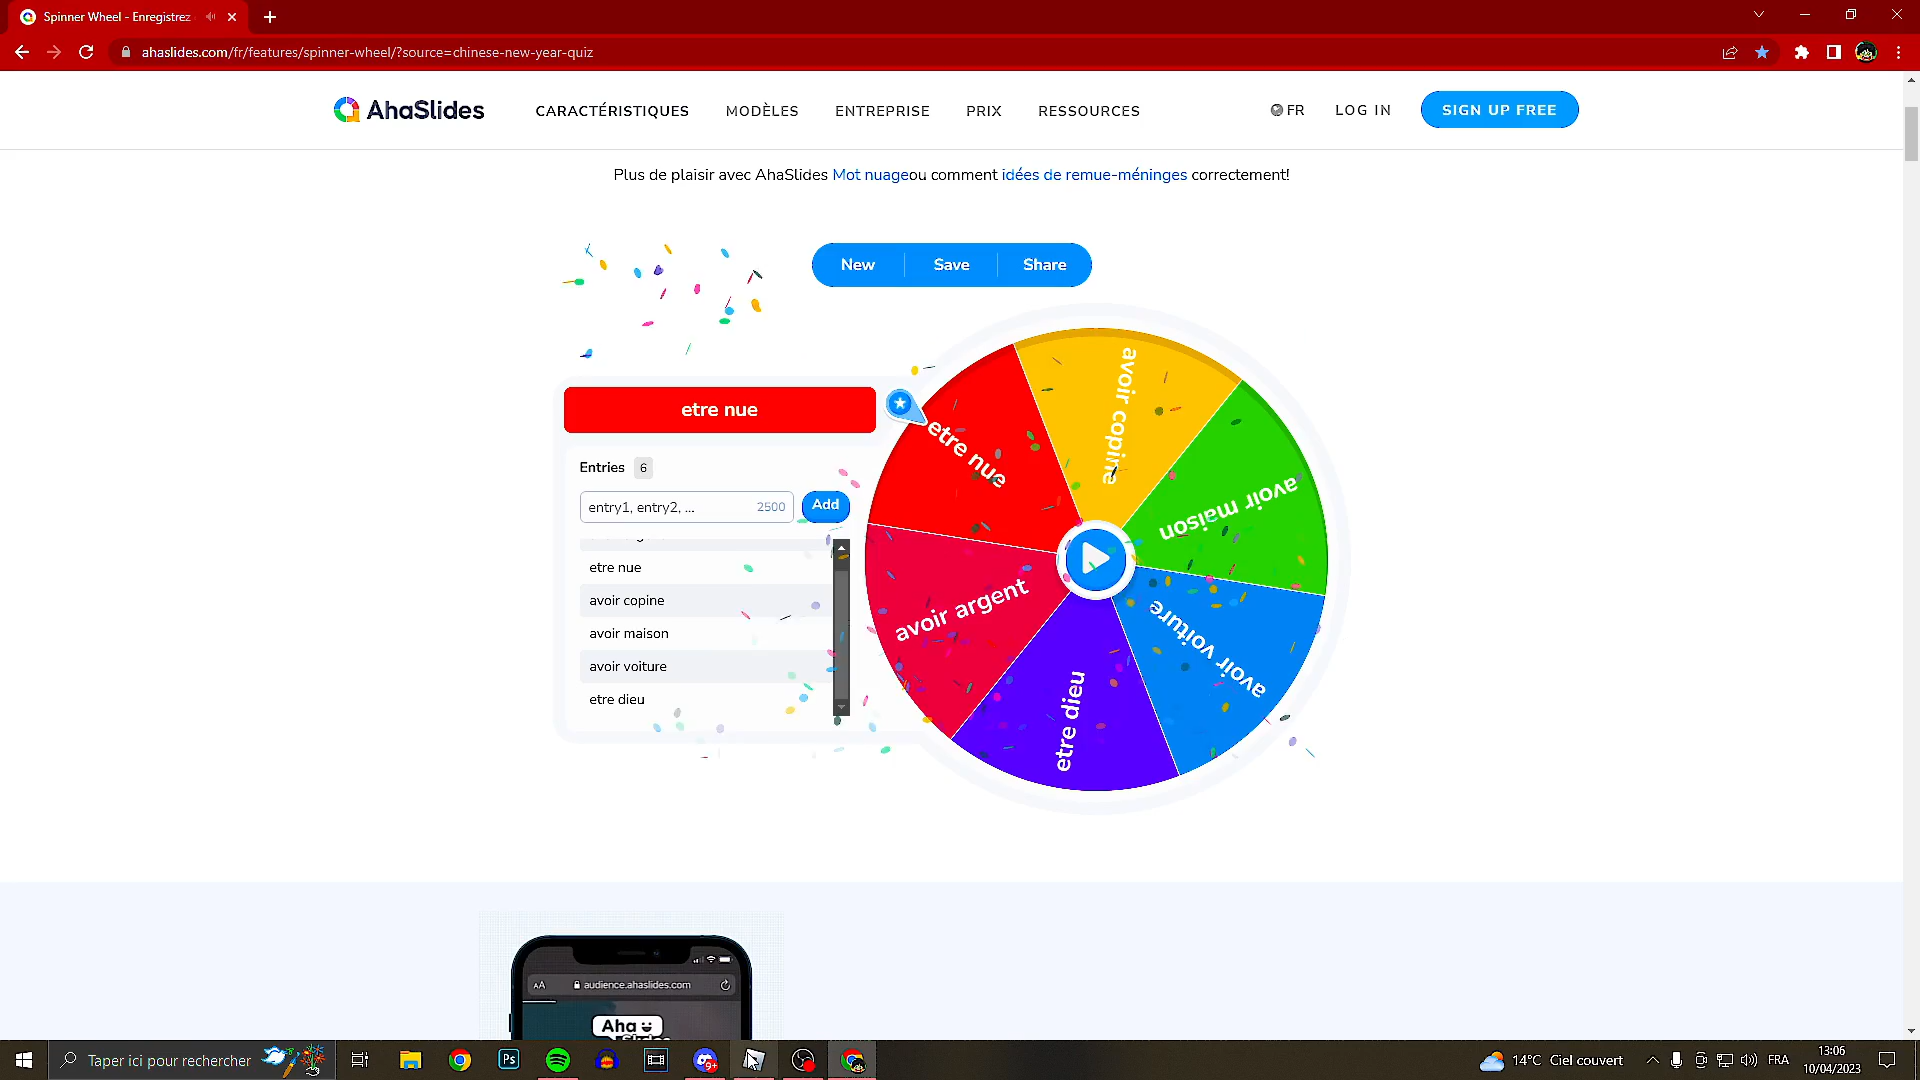 Spinner Wheel - Enregistrez
ahaslides.com/fr/features/spinner-wheel/?source=chinese-new-year-quiz
AhaSlides
CARACTÉRISTIQUES
MODÈLES
ENTREPRISE
PRIX
RESSOURCES
FR
LOG IN
SIGN UP FREE
Plus de plaisir avec AhaSlides Mot nuageou comment idées de remue-méninges correctement!
New
Save
Share
etre nue
Entries 6
entry1, entry2, ... 2500
Add
etre nue
avoir copine
avoir maison
avoir voiture
etre dieu
etre nue
avoir copine
avoir maison
avoir voiture
etre dieu
avoir argent
AA
audience.ahaslides.com
Aha
Taper ici pour rechercher
Ps
9+
14°C Ciel couvert
FRA
13:06
10/04/2023